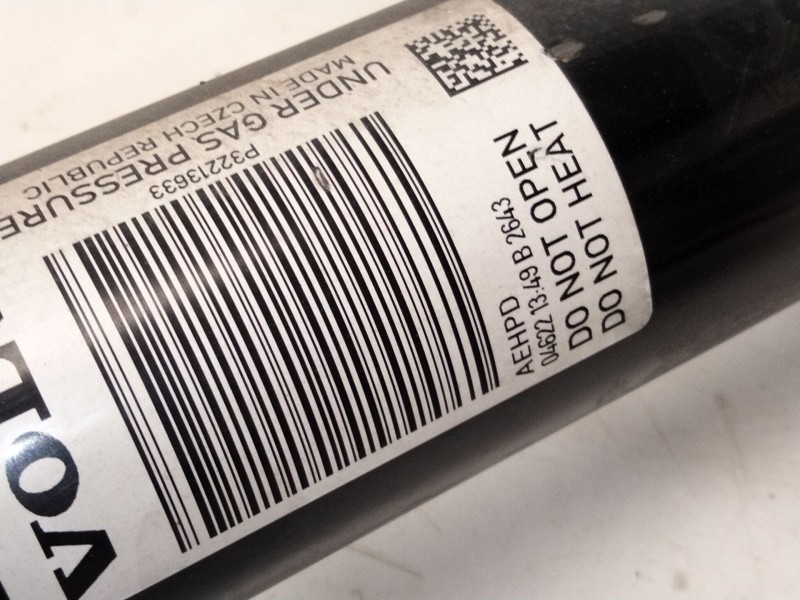 UNDER GAS PRESSURE
MADE IN CZECH REPUBLIC
P32213633
AEHPD
04622 13:49 B 2643
DO NOT OPEN
DO NOT HEAT